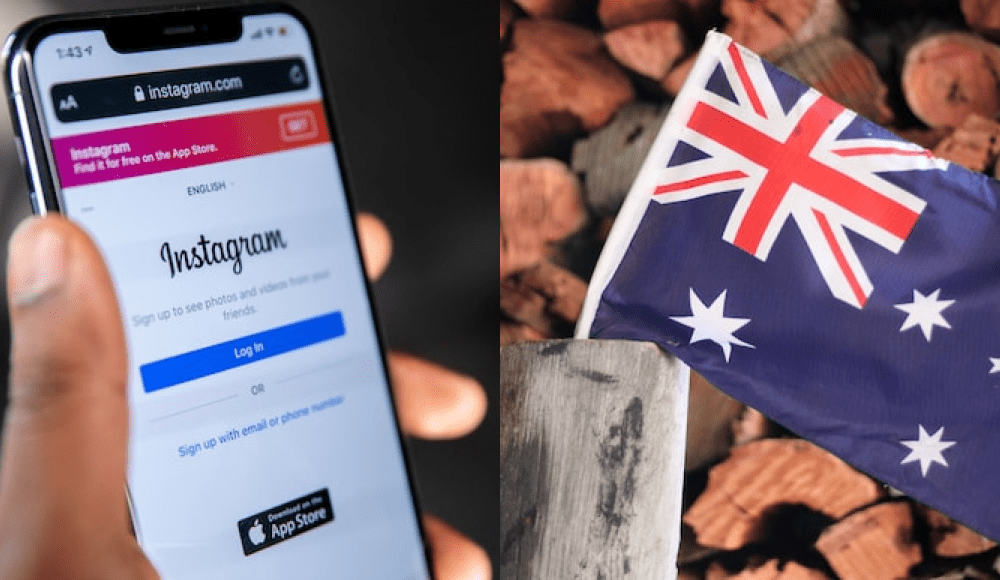 1:43
AA instagram.com
Instagram
Find it for free on the App Store.
GET
ENGLISH
Instagram
Sign up to see photos and videos from your
friends.
Log In
OR
Sign up with email or phone number
Download on the
App Store